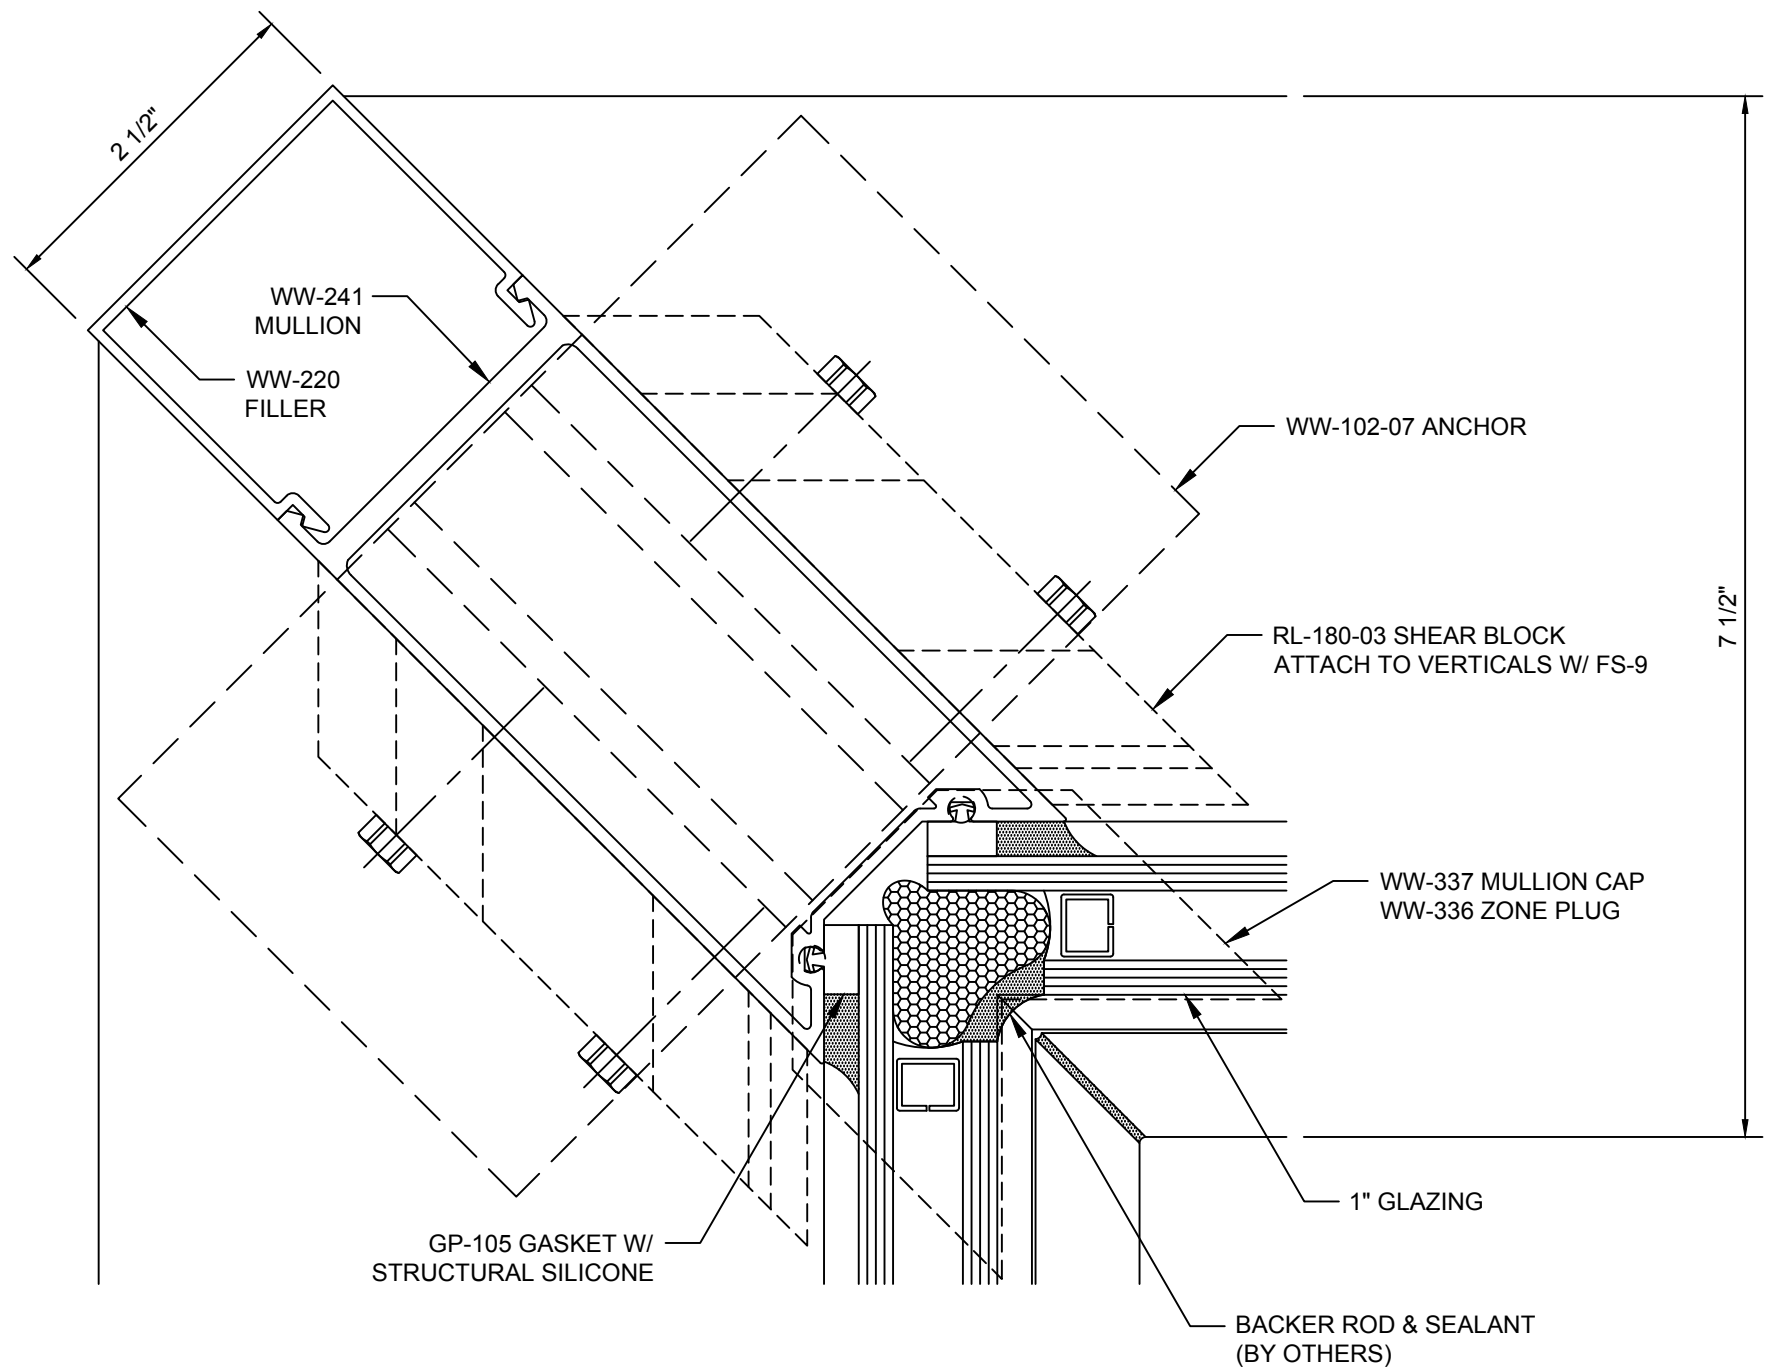 2 1/2"
WW-241
MULLION
WW-220
FILLER
WW-102-07 ANCHOR
7 1/2"
RL-180-03 SHEAR BLOCK
ATTACH TO VERTICALS W/ FS-9
WW-337 MULLION CAP
WW-336 ZONE PLUG
1" GLAZING
GP-105 GASKET W/
STRUCTURAL SILICONE
BACKER ROD & SEALANT
(BY OTHERS)